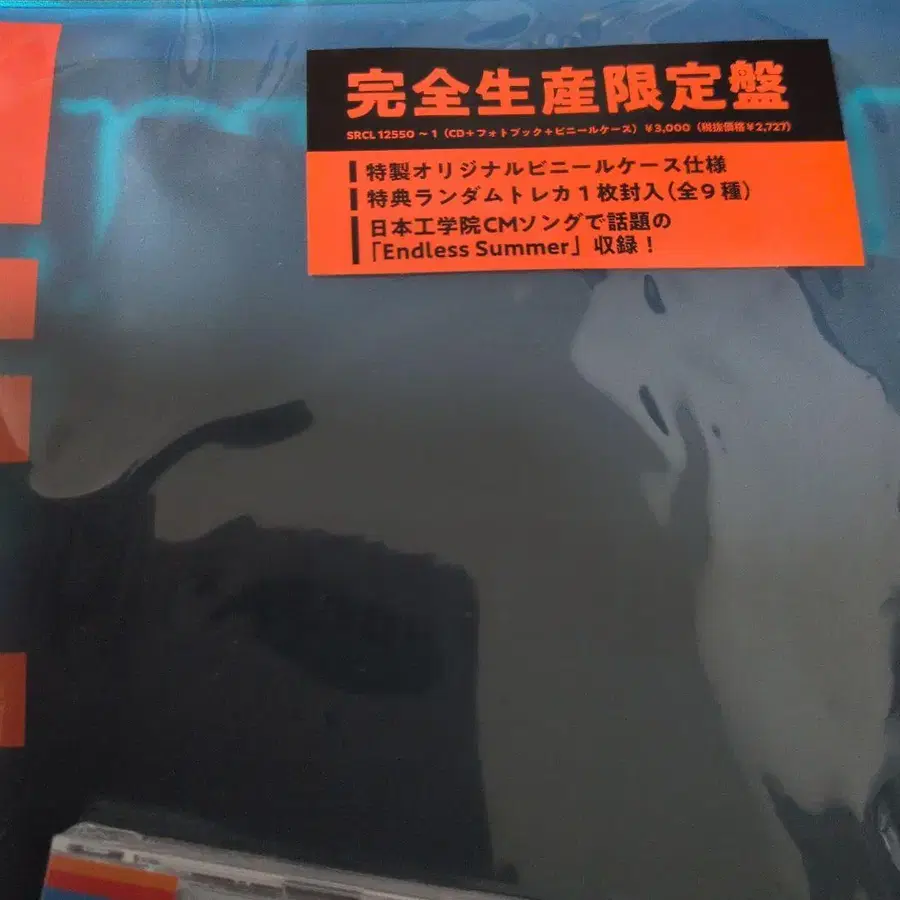 完全生産限定盤
SRCL 12550～1（CD＋フォトブック＋ビニールケース）￥3,000（税抜価格￥2,727）
特製オリジナルビニールケース仕様
特典ランダムトレカ1枚封入（全9種）
日本工学院CMソングで話題の
「Endless Summer」収録！